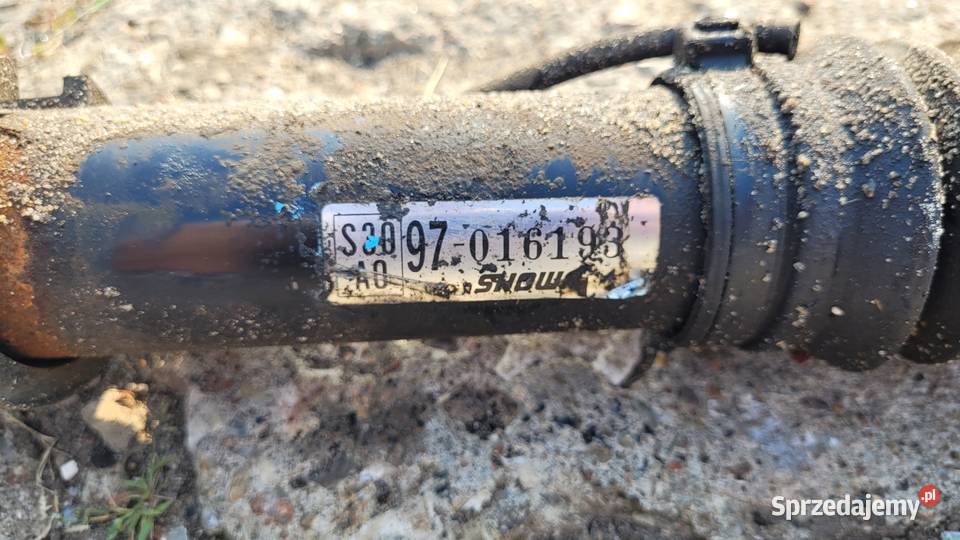 S30 97-016193
A0 SHOWA
Sprzedajemy.pl